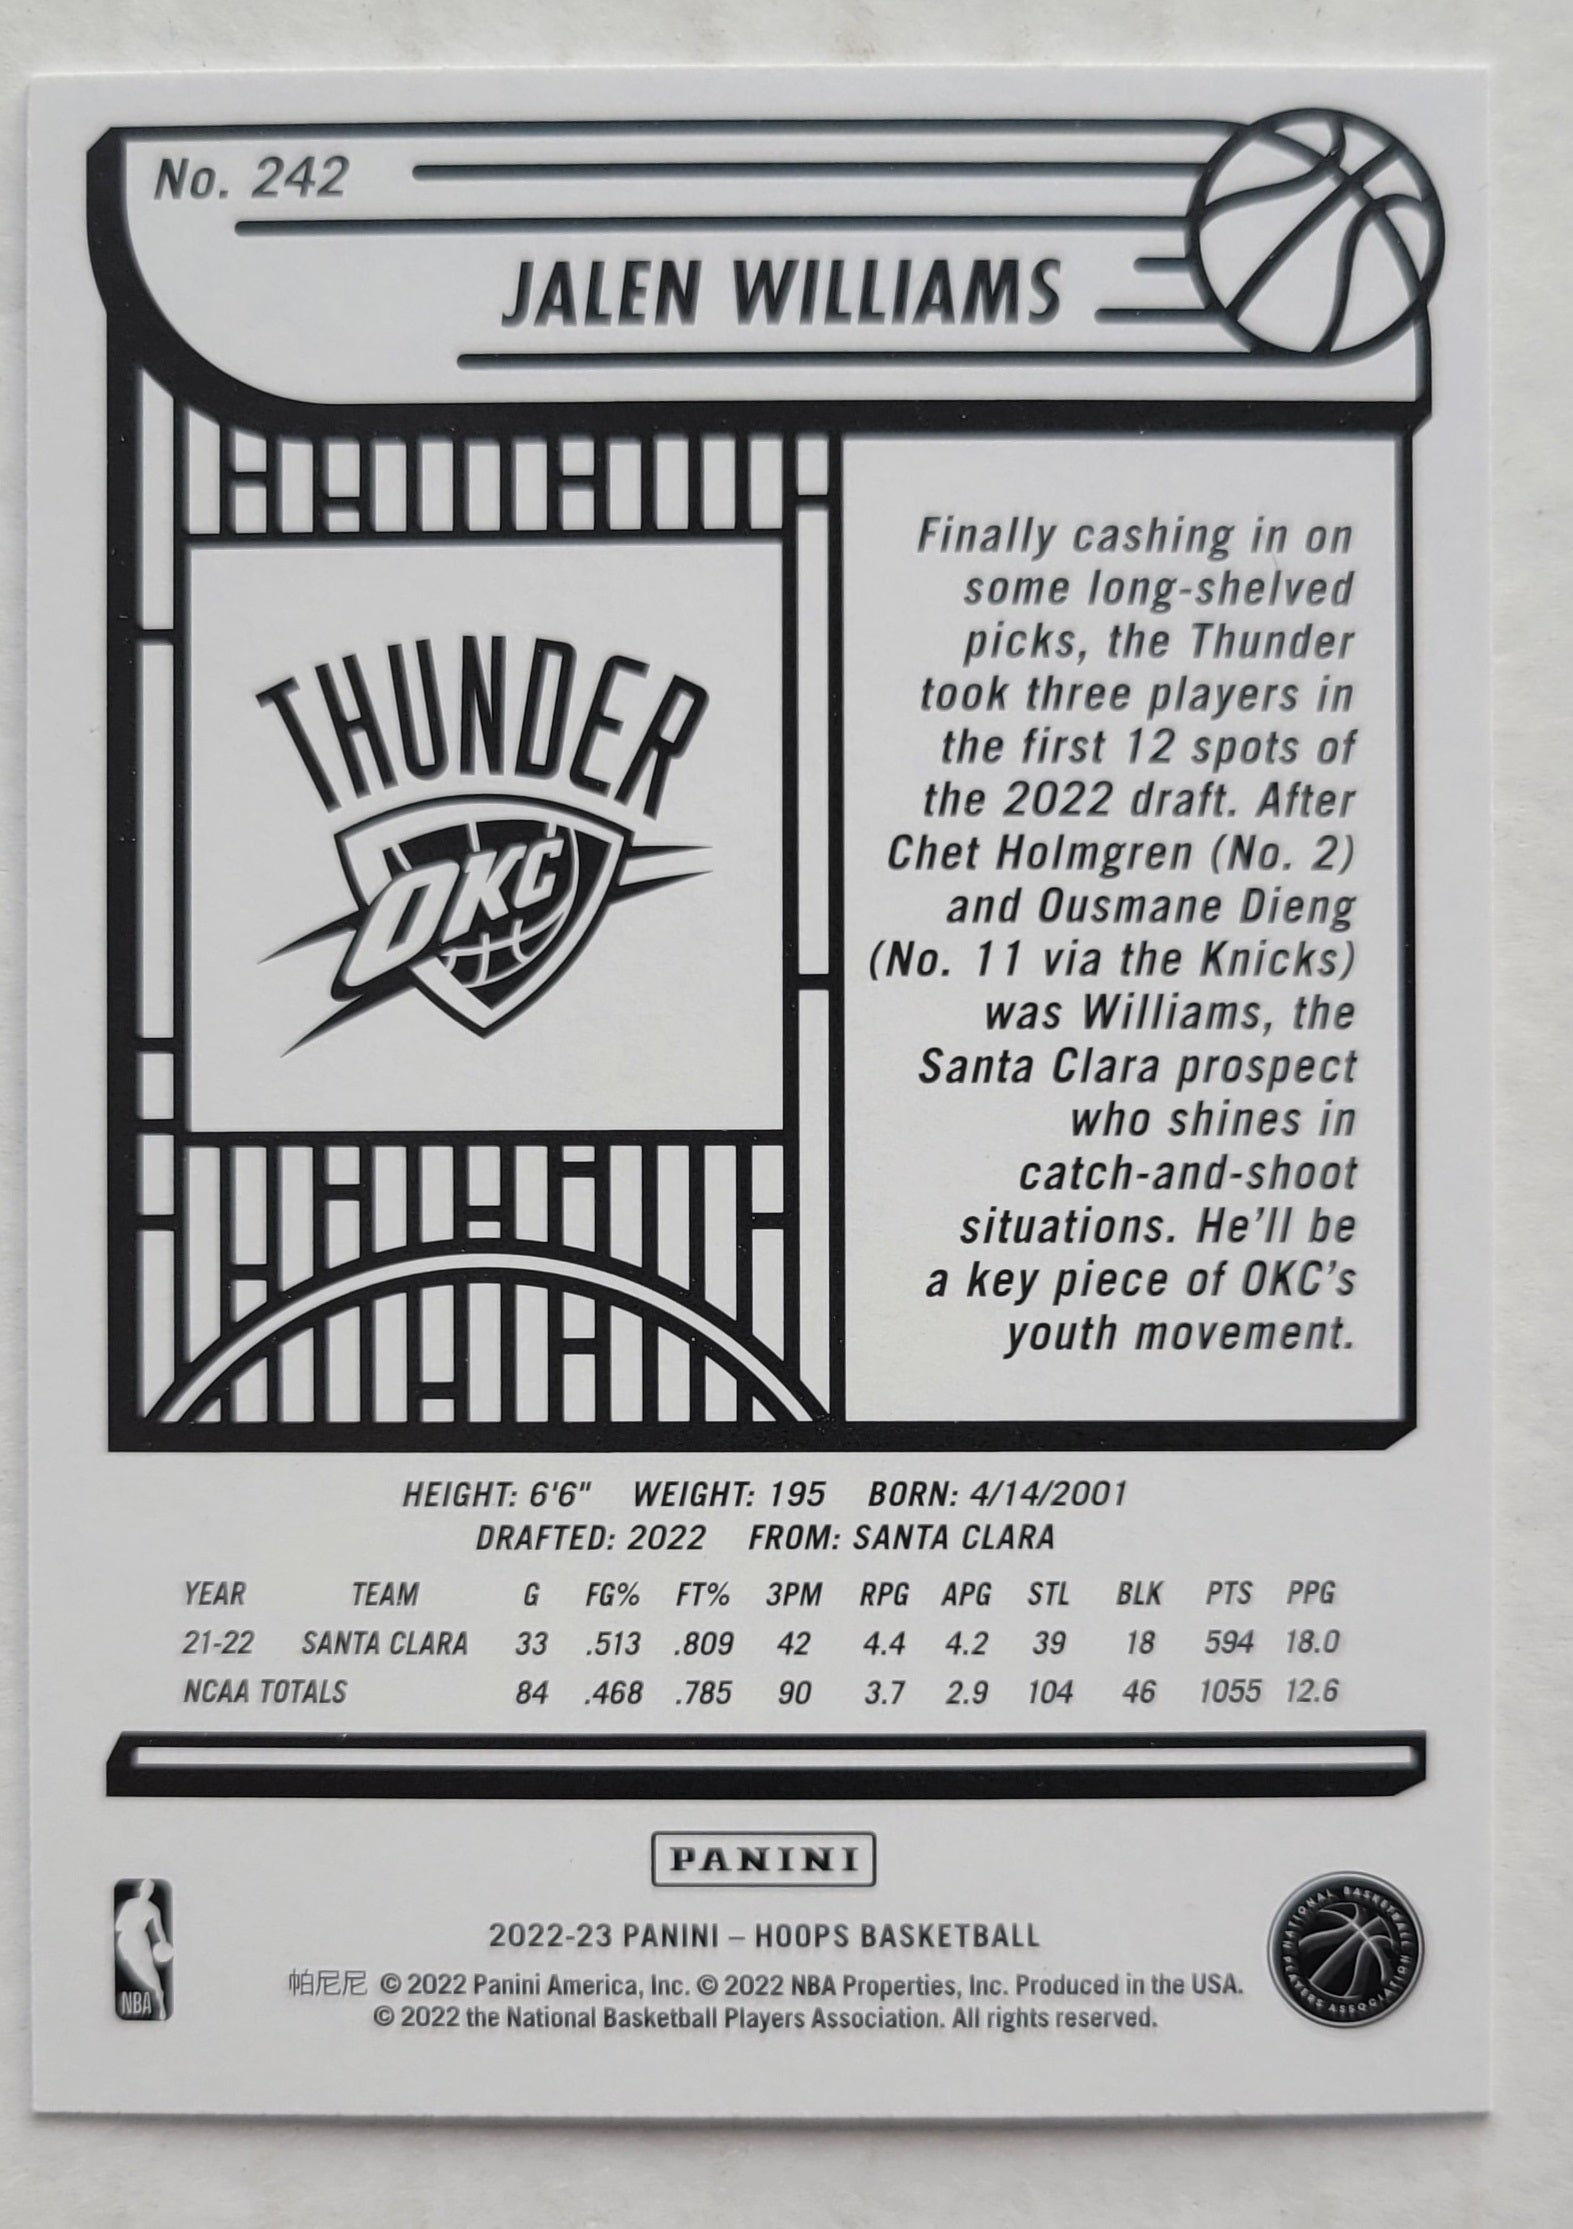 No. 242
JALEN WILLIAMS
THUNDER
OKC
Finally cashing in on
some long-shelved
picks, the Thunder
took three players in
the first 12 spots of
the 2022 draft. After
Chet Holmgren (No. 2)
and Ousmane Dieng
(No. 11 via the Knicks)
was Williams, the
Santa Clara prospect
who shines in
catch-and-shoot
situations. He'll be
a key piece of OKC's
youth movement.
HEIGHT: 6'6" WEIGHT: 195 BORN: 4/14/2001
DRAFTED: 2022 FROM: SANTA CLARA
YEAR TEAM G FG% FT% 3PM RPG APG STL BLK PTS PPG
21-22 SANTA CLARA 33 .513 .809 42 4.4 4.2 39 18 594 18.0
NCAA TOTALS 84 .468 .785 90 3.7 2.9 104 46 1055 12.6
PANINI
NBA
2022-23 PANINI – HOOPS BASKETBALL
帕尼尼 © 2022 Panini America, Inc. © 2022 NBA Properties, Inc. Produced in the USA.
© 2022 the National Basketball Players Association. All rights reserved.
NATIONAL BASKETBALL PLAYERS ASSOCIATION